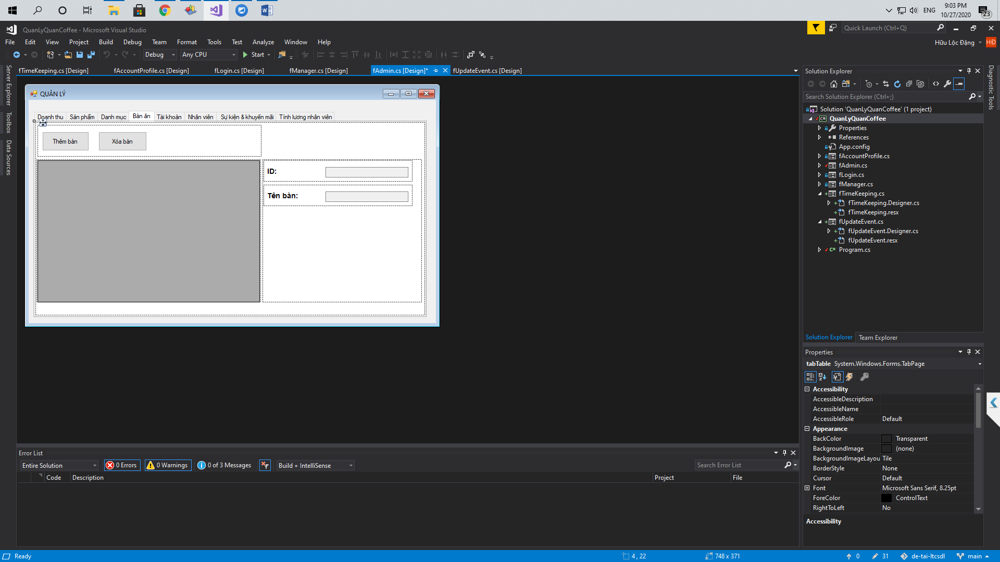 ENG
9:03 PM
10/27/2020
23
QuanLyQuanCoffee - Microsoft Visual Studio
Quick Launch (Ctrl+Q)
File Edit View Project Build Debug Team Format Tools Test Analyze Window Help
Hữu Lộc Đặng
HĐ
Debug
Any CPU
Start
Server Explorer
Toolbox
Data Sources
fTimeKeeping.cs [Design]
fAccountProfile.cs [Design]
fLogin.cs [Design]
fManager.cs [Design]
fAdmin.cs [Design]*
fUpdateEvent.cs [Design]
QUẢN LÝ
Doanh thu
Sản phẩm
Danh mục
Bàn ăn
Tài khoản
Nhân viên
Sự kiện & khuyến mãi
Tính lương nhân viên
Thêm bàn
Xóa bàn
ID:
Tên bàn:
Solution Explorer
Search Solution Explorer (Ctrl+;)
Solution 'QuanLyQuanCoffee' (1 project)
QuanLyQuanCoffee
Properties
References
App.config
fAccountProfile.cs
fAdmin.cs
fLogin.cs
fManager.cs
fTimeKeeping.cs
fTimeKeeping.Designer.cs
fTimeKeeping.resx
fUpdateEvent.cs
fUpdateEvent.Designer.cs
fUpdateEvent.resx
Program.cs
Diagnostic Tools
Solution Explorer
Team Explorer
Properties
tabTable System.Windows.Forms.TabPage
Accessibility
AccessibleDescription
AccessibleName
AccessibleRole Default
Appearance
BackColor Transparent
BackgroundImage (none)
BackgroundImageLayou Tile
BorderStyle None
Cursor Default
Font Microsoft Sans Serif, 8.25pt
ForeColor ControlText
RightToLeft No
Accessibility
Error List
Entire Solution
0 Errors
0 Warnings
0 of 3 Messages
Build + IntelliSense
Search Error List
Code
Description
Project
File
Ready
4 , 22
748 x 371
0
31
de-tai-ltcsdl
main